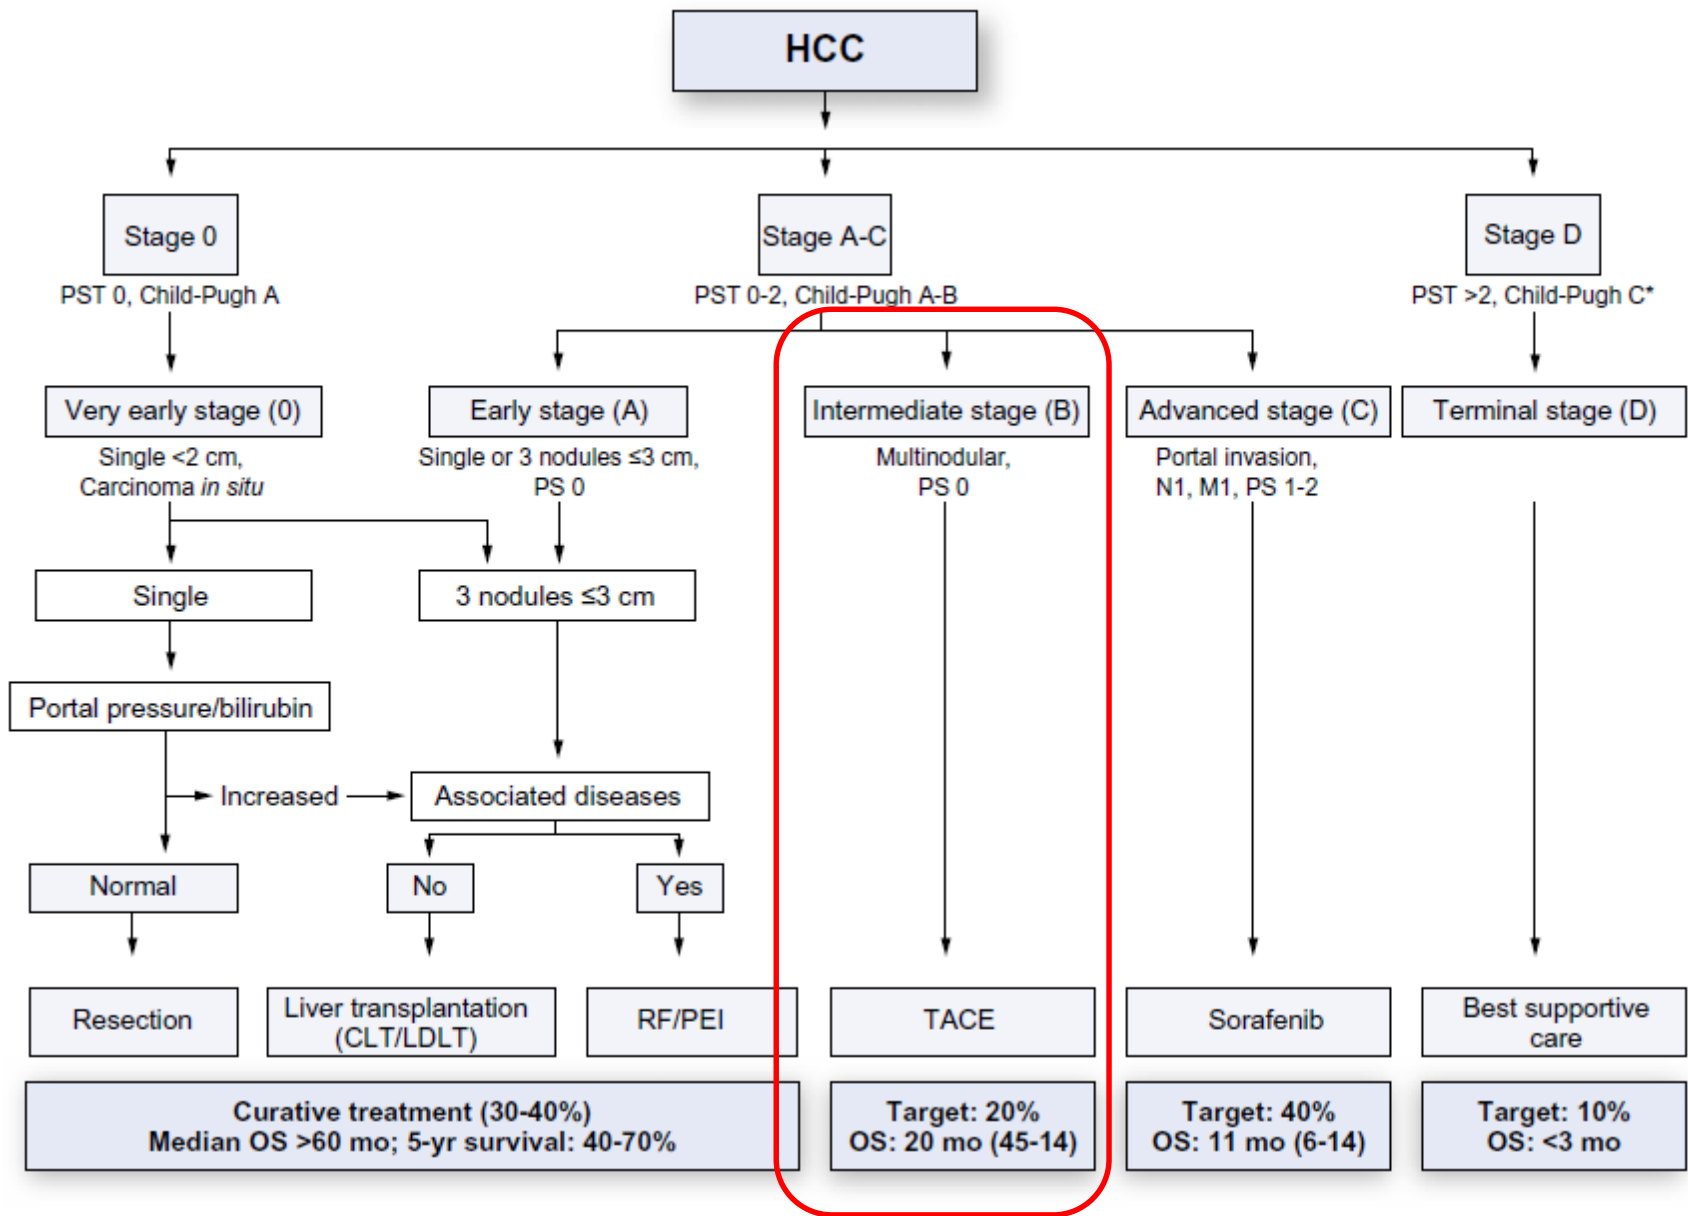 HCC
Stage 0
PST 0, Child-Pugh A
Stage A-C
PST 0-2, Child-Pugh A-B
Stage D
PST >2, Child-Pugh C*
Very early stage (0)
Single <2 cm,
Carcinoma in situ
Early stage (A)
Single or 3 nodules ≤3 cm,
PS 0
Intermediate stage (B)
Multinodular,
PS 0
Advanced stage (C)
Portal invasion,
N1, M1, PS 1-2
Terminal stage (D)
Single
3 nodules ≤3 cm
Portal pressure/bilirubin
Increased
Associated diseases
Normal
No
Yes
Resection
Liver transplantation
(CLT/LDLT)
RF/PEI
TACE
Sorafenib
Best supportive
care
Curative treatment (30-40%)
Median OS >60 mo; 5-yr survival: 40-70%
Target: 20%
OS: 20 mo (45-14)
Target: 40%
OS: 11 mo (6-14)
Target: 10%
OS: <3 mo